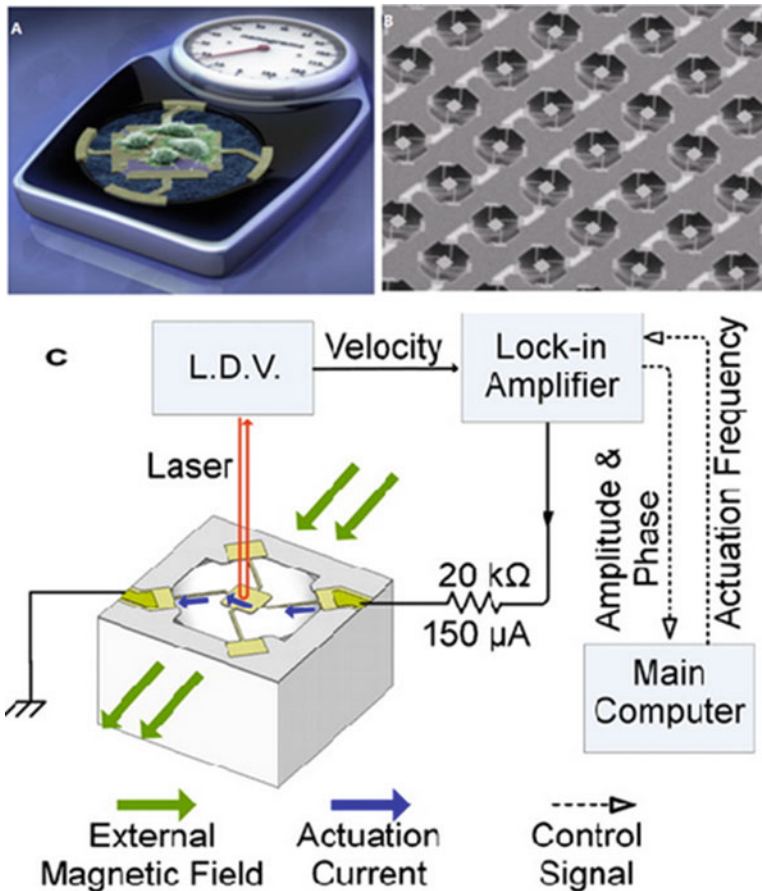 A
B
C
L.D.V.
Velocity
Lock-in
Amplifier
Laser
20 kΩ
150 µA
Amplitude &
Phase
Actuation Frequency
Main
Computer
External
Magnetic Field
Actuation
Current
Control
Signal